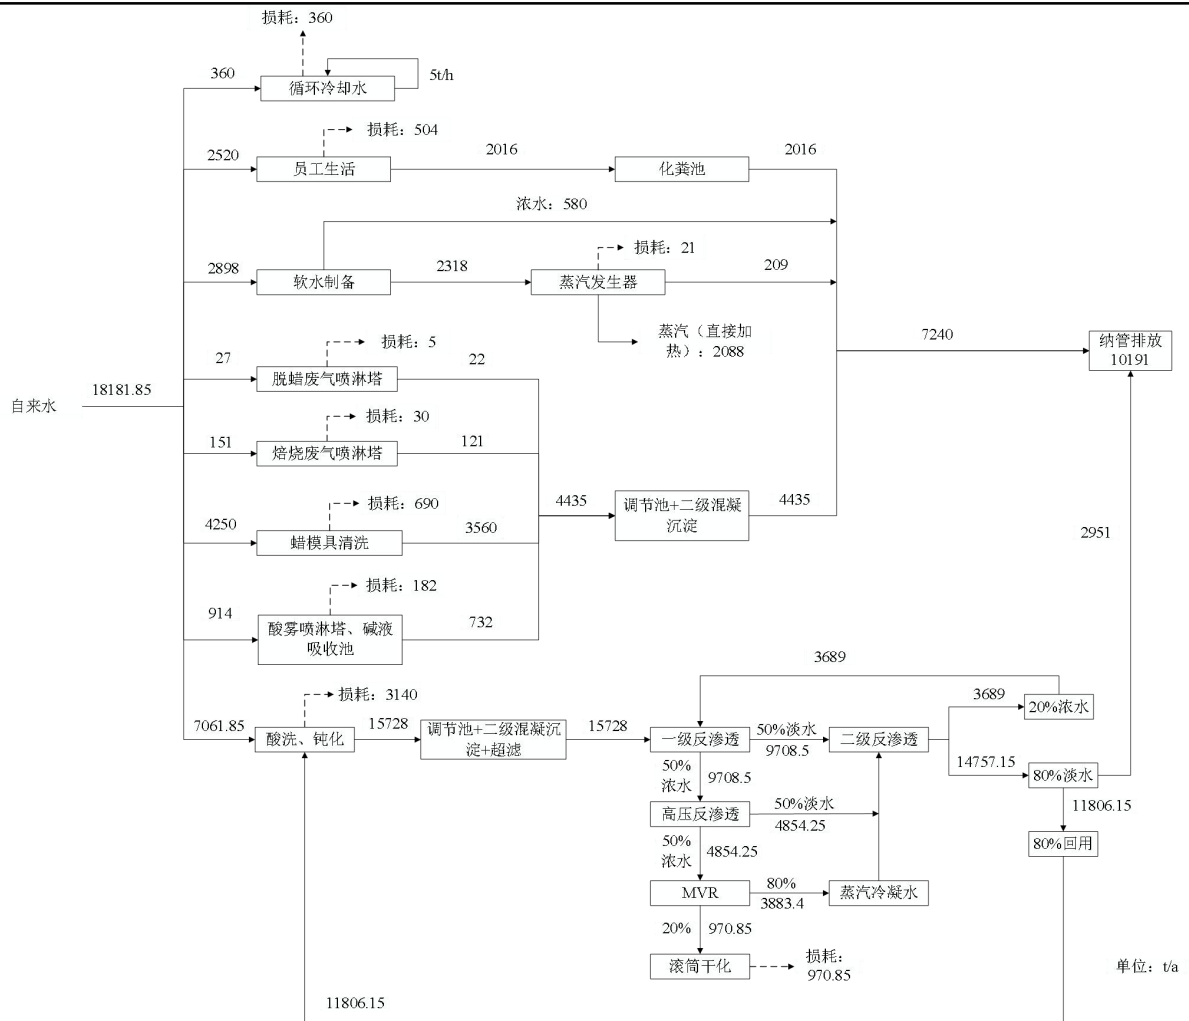 损耗：360
360
循环冷却水
5t/h
损耗：504
2520
员工生活
2016
化粪池
2016
浓水：580
2898
软水制备
2318
损耗：21
蒸汽发生器
209
蒸汽（直接加
热）：2088
7240
纳管排放
10191
损耗：5
27
脱蜡废气喷淋塔
22
自来水
18181.85
损耗：30
151
焙烧废气喷淋塔
121
损耗：690
4250
蜡模具清洗
3560
4435
调节池+二级混凝
沉淀
4435
2951
损耗：182
914
酸雾喷淋塔、碱液
吸收池
732
3689
损耗：3140
7061.85
酸洗、钝化
15728
调节池+二级混凝沉
淀+超滤
15728
一级反渗透
50%淡水
9708.5
二级反渗透
3689
20%浓水
14757.15
80%淡水
50%
浓水
9708.5
高压反渗透
50%淡水
4854.25
11806.15
80%回用
50%
浓水
4854.25
MVR
80%
3883.4
蒸汽冷凝水
20%
970.85
滚筒干化
损耗：
970.85
单位：t/a
11806.15